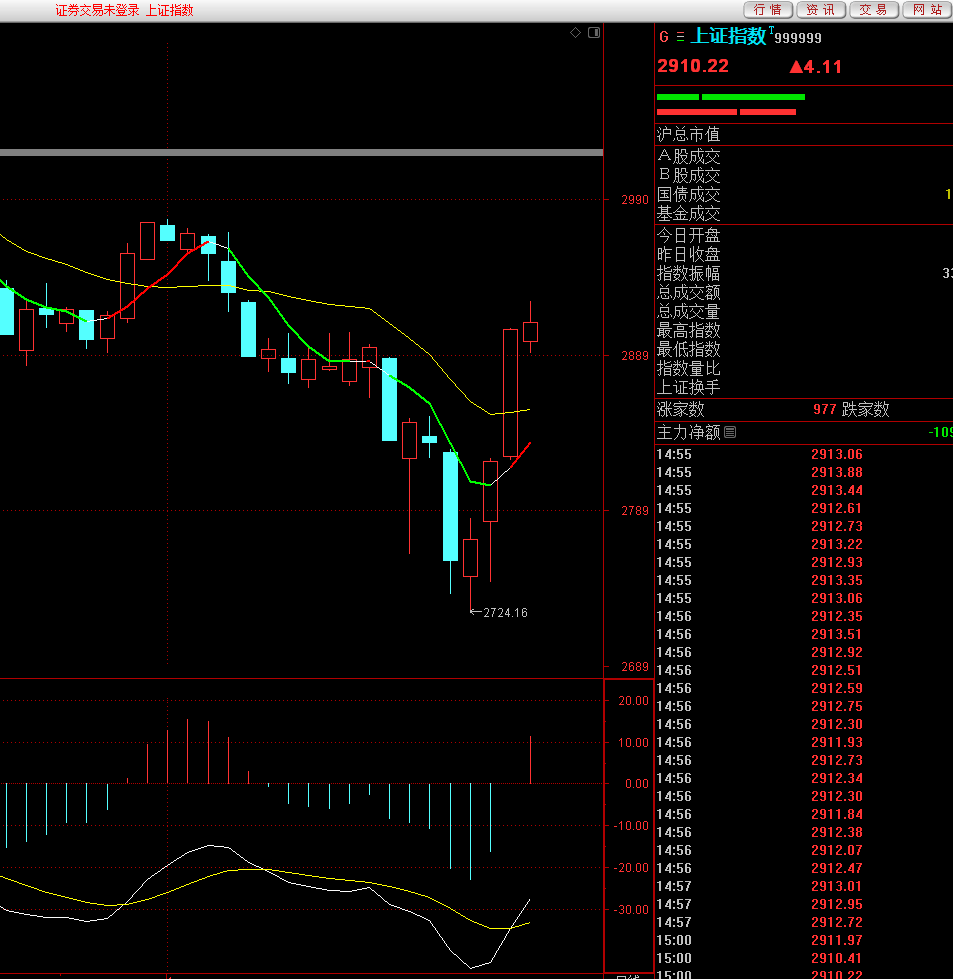 证券交易未登录 上证指数
行情 资讯 交易 网站
G 上证指数 T 999999
2910.22 ▲4.11
沪总市值
A股成交
B股成交
国债成交 1
基金成交
今日开盘
昨日收盘
指数振幅 33
总成交额
总成交量
最高指数
最低指数
指数量比
上证换手
涨家数 977 跌家数
主力净额 -109
2990
2889
2789
2689
←2724.16
20.00
10.00
0.00
-10.00
-20.00
-30.00
14:55 2913.06
14:55 2913.88
14:55 2913.44
14:55 2912.61
14:55 2912.73
14:55 2913.22
14:55 2912.93
14:55 2913.35
14:55 2913.06
14:56 2912.35
14:56 2913.51
14:56 2912.92
14:56 2912.51
14:56 2912.59
14:56 2912.75
14:56 2912.30
14:56 2911.93
14:56 2912.73
14:56 2912.34
14:56 2912.30
14:56 2911.84
14:56 2912.38
14:56 2912.07
14:56 2912.47
14:57 2913.01
14:57 2912.95
14:57 2912.72
15:00 2911.97
15:00 2910.41
15:00 2910.22